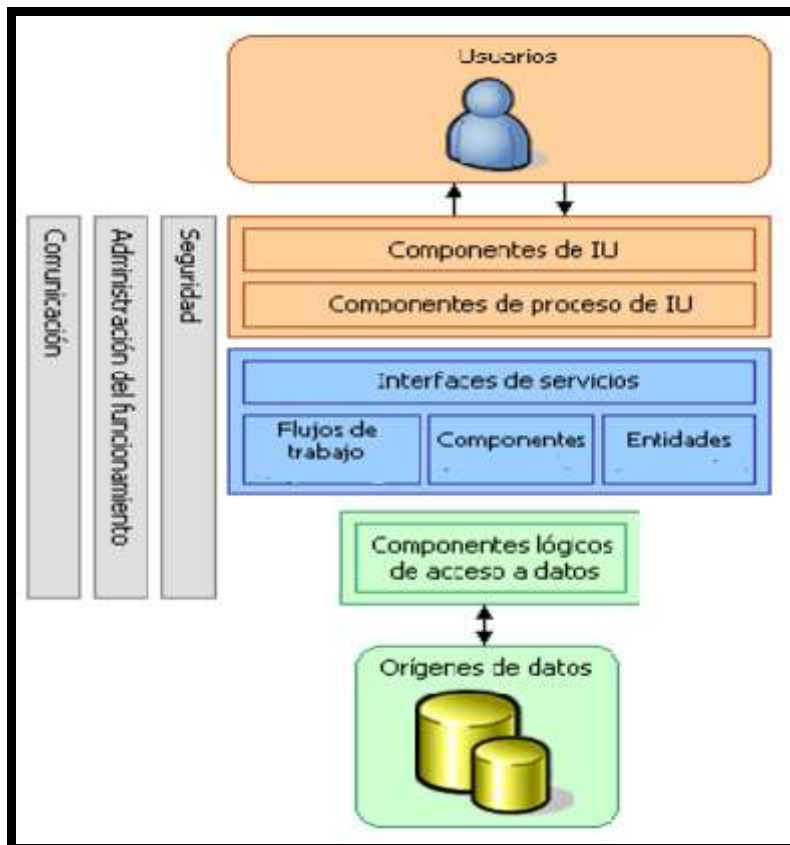 Usuarios
Comunicación
Administración del funcionamiento
Seguridad
Componentes de IU
Componentes de proceso de IU
Interfaces de servicios
Flujos de
trabajo
Componentes
Entidades
Componentes lógicos
de acceso a datos
Orígenes de datos